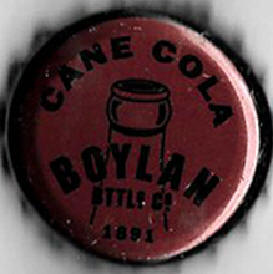 CANE COLA
BOYLAN
BTTLG Co
1891